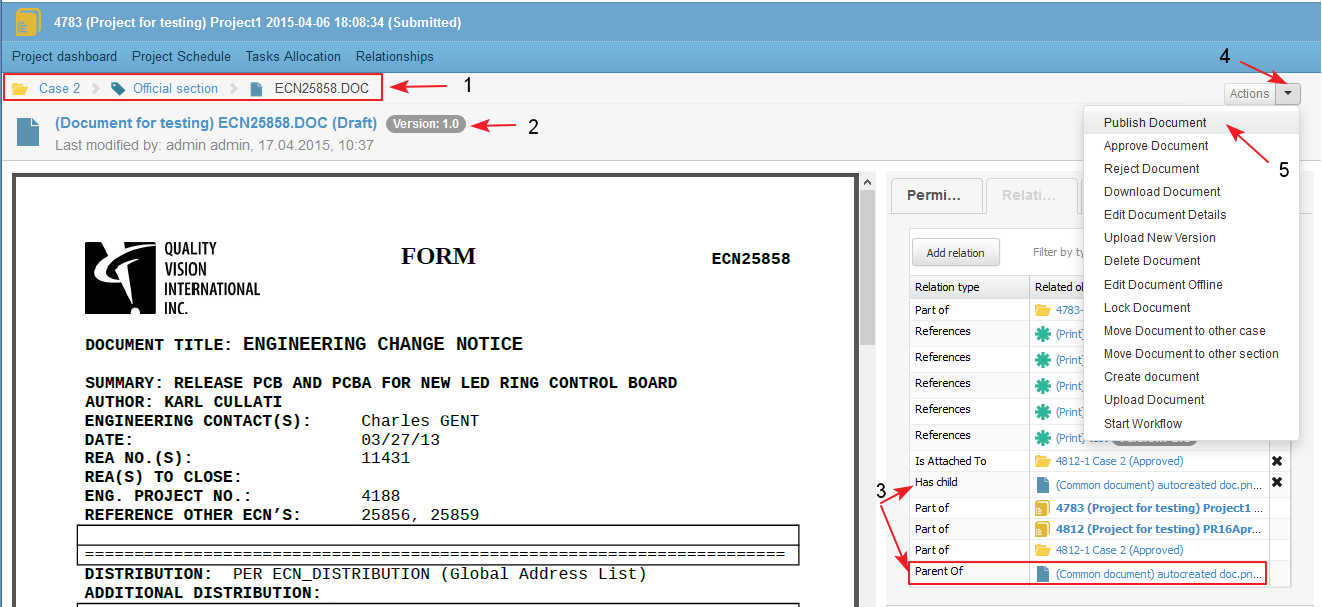 4783 (Project for testing) Project1 2015-04-06 18:08:34 (Submitted)
Project dashboard Project Schedule Tasks Allocation Relationships
4
Case 2 Official section ECN25858.DOC 1
Actions
(Document for testing) ECN25858.DOC (Draft) Version: 1.0 2
Last modified by: admin admin, 17.04.2015, 10:37
Publish Document
Approve Document
Reject Document
Download Document
Edit Document Details
Upload New Version
Delete Document
Edit Document Offline
Lock Document
Move Document to other case
Move Document to other section
Create document
Upload Document
Start Workflow
5
QUALITY
VISION
INTERNATIONAL
INC.
FORM
ECN25858
DOCUMENT TITLE: ENGINEERING CHANGE NOTICE
SUMMARY: RELEASE PCB AND PCBA FOR NEW LED RING CONTROL BOARD
AUTHOR: KARL CULLATI
ENGINEERING CONTACT(S): Charles GENT
DATE: 03/27/13
REA NO.(S): 11431
REA(S) TO CLOSE:
ENG. PROJECT NO.: 4188
REFERENCE OTHER ECN'S: 25856, 25859
=======================================================================
DISTRIBUTION: PER ECN_DISTRIBUTION (Global Address List)
ADDITIONAL DISTRIBUTION:
Permi... Relati...
Add relation Filter by ty
Relation type Related ol
Part of 4783-
References (Print)
References (Print)
References (Print)
References (Print)
References (Print)
Is Attached To 4812-1 Case 2 (Approved)
3
Has child (Common document) autocreated doc.pn...
Part of 4783 (Project for testing) Project1 ...
Part of 4812 (Project for testing) PR16Apr...
Part of 4812-1 Case 2 (Approved)
Parent Of (Common document) autocreated doc.pn...